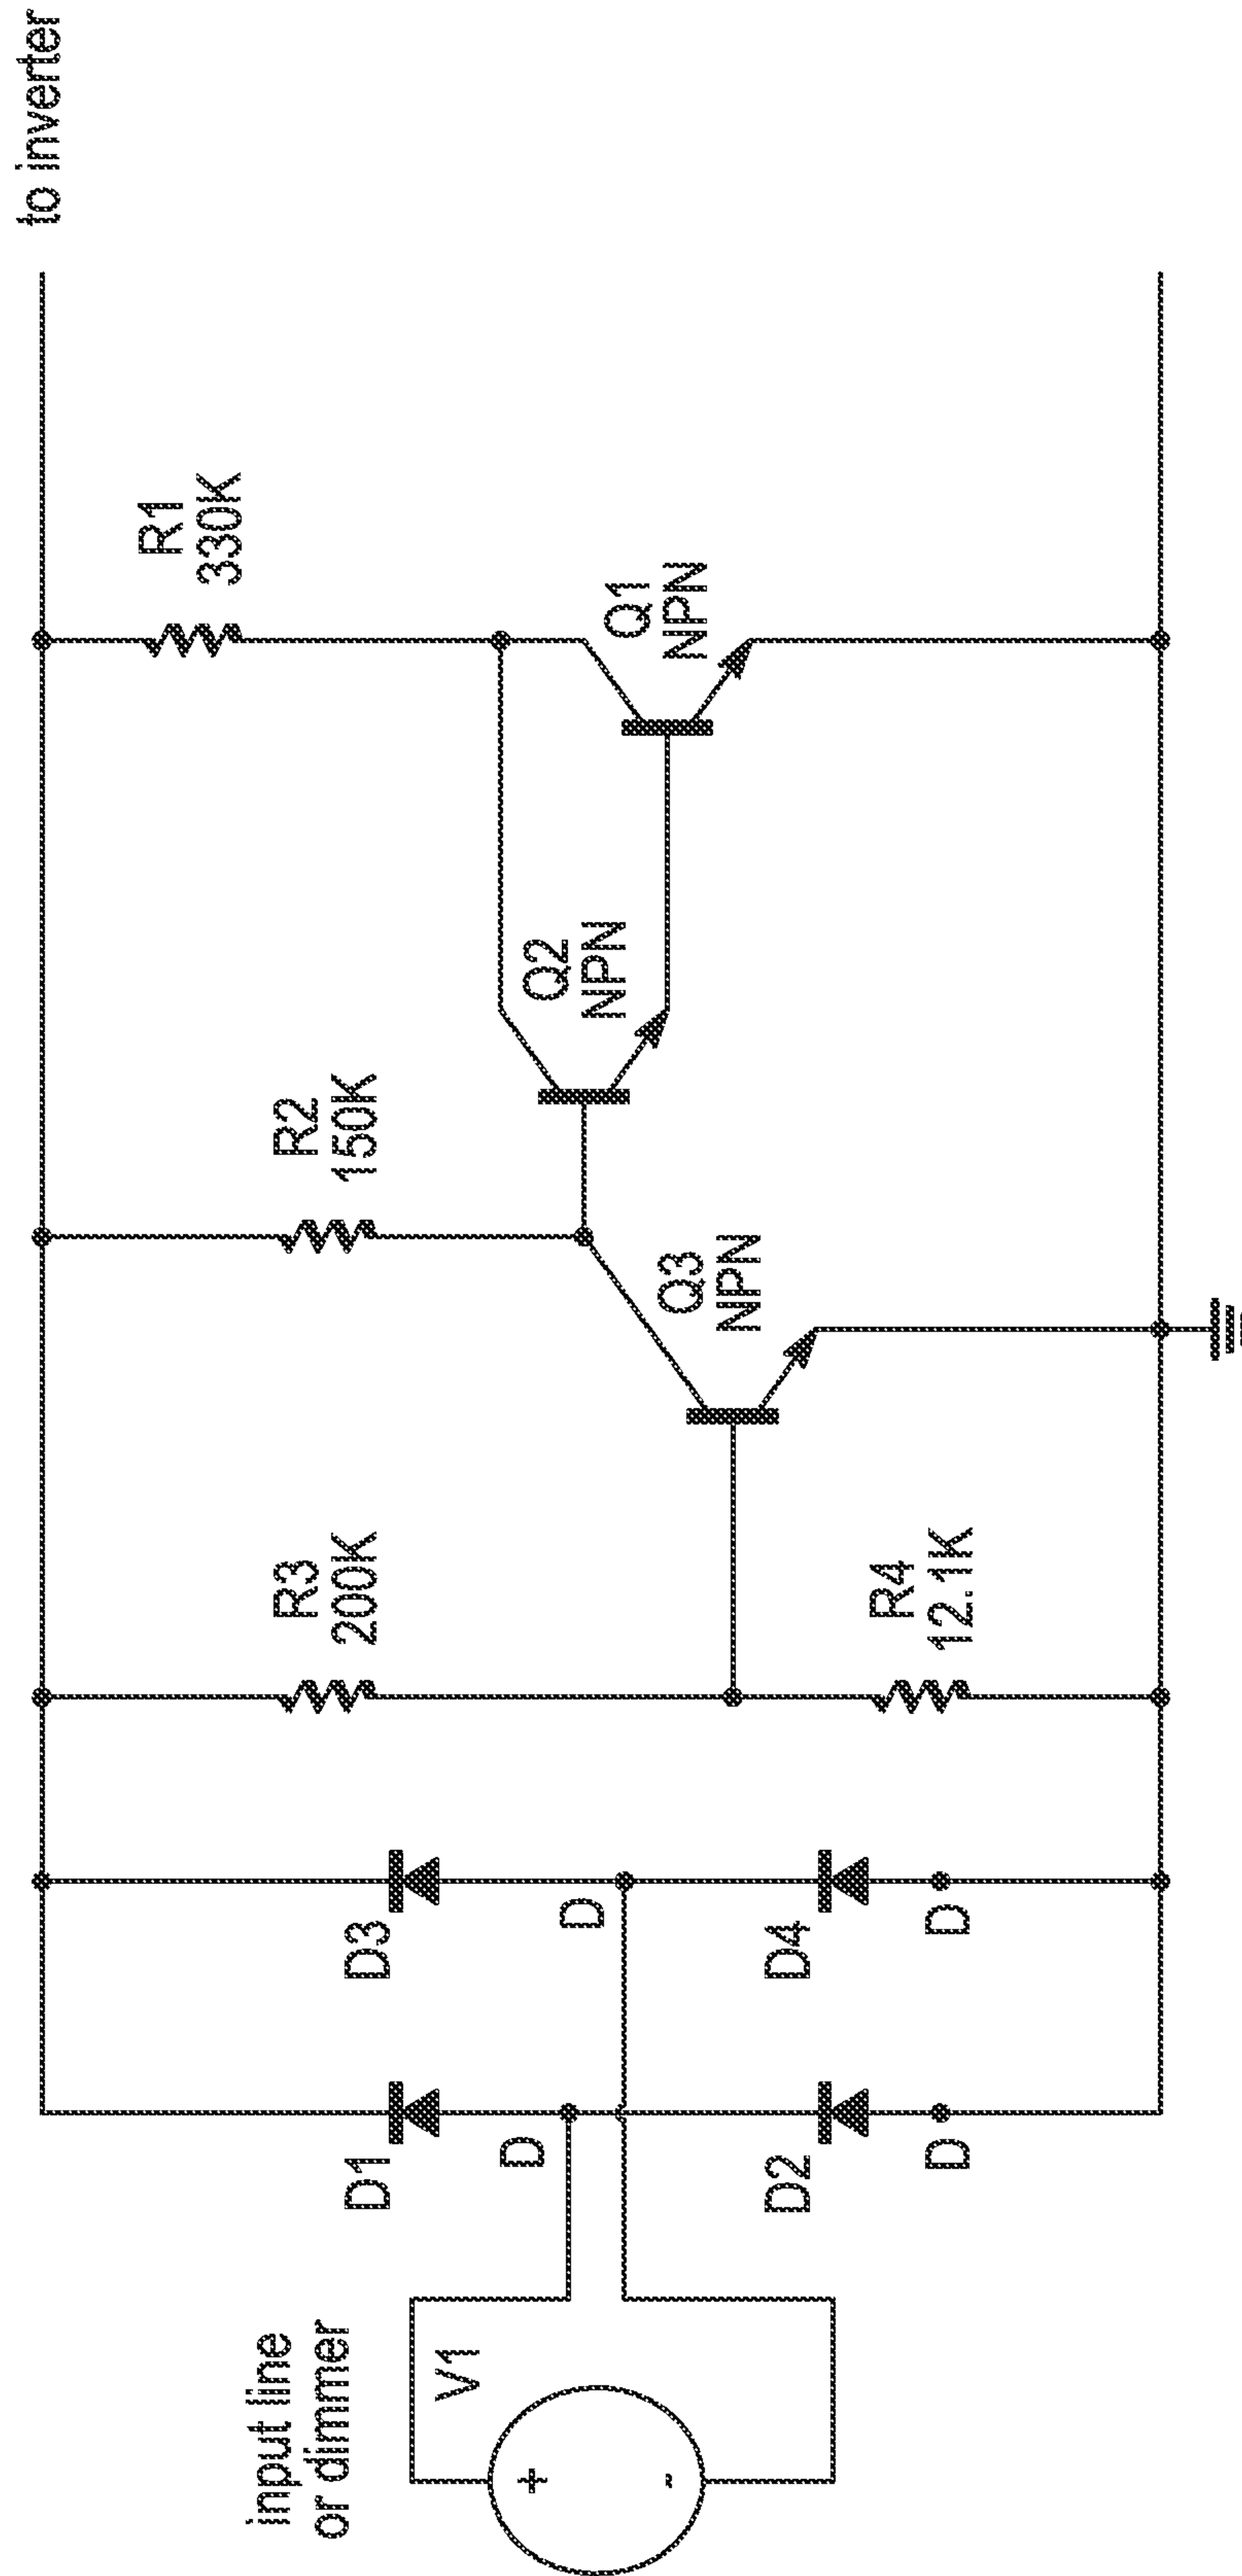 input line
or dimmer
V1
+
-
D1
D
D2
D
D3
D
D4
D
R3
200K
R4
12.1K
Q3
NPN
R2
150K
Q2
NPN
Q1
NPN
R1
330K
to inverter